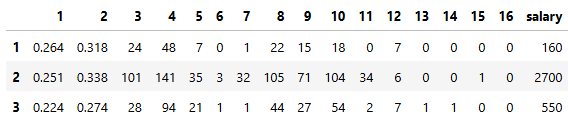 1 2 3 4 5 6 7 8 9 10 11 12 13 14 15 16 salary
1 0.264 0.318 24 48 7 0 1 22 15 18 0 7 0 0 0 0 160
2 0.251 0.338 101 141 35 3 32 105 71 104 34 6 0 0 1 0 2700
3 0.224 0.274 28 94 21 1 1 44 27 54 2 7 1 1 0 0 550